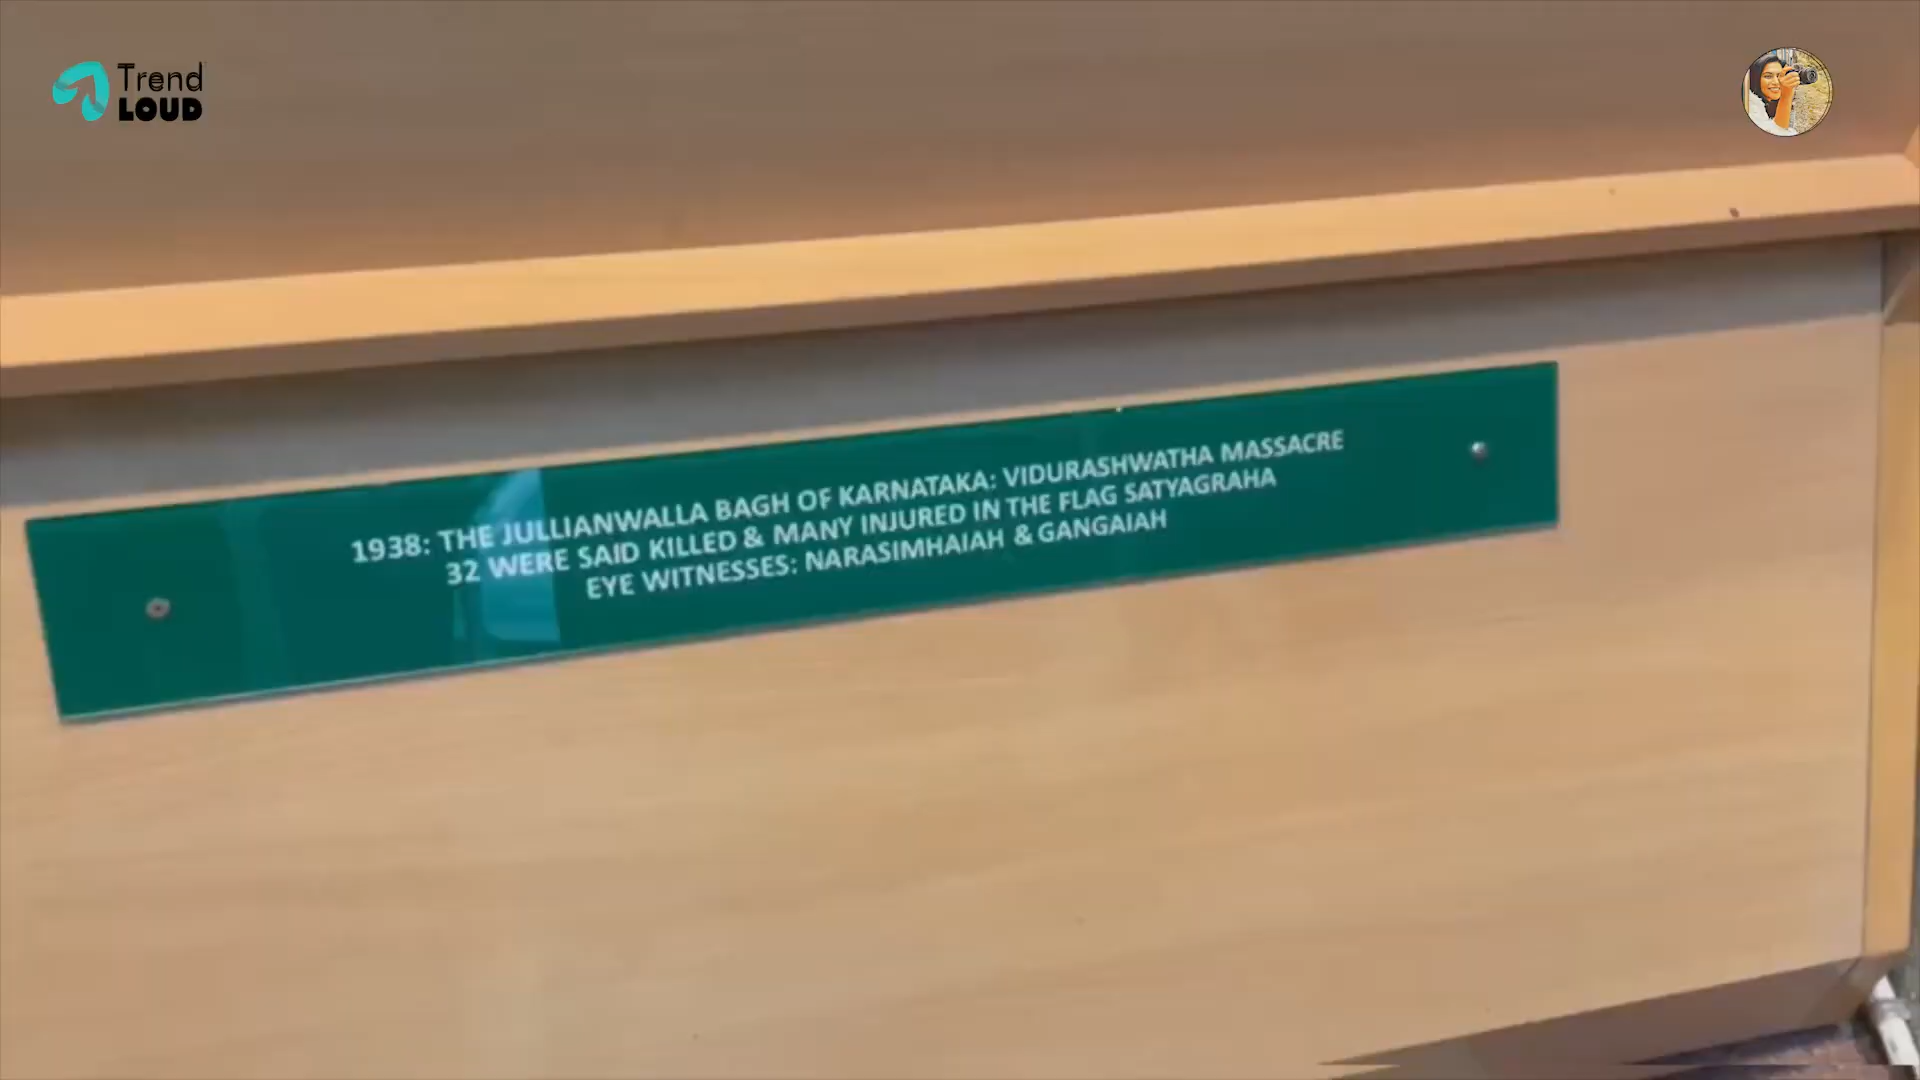 Trend
LOUD
1938: THE JULLIANWALLA BAGH OF KARNATAKA: VIDURASHWATHA MASSACRE
32 WERE SAID KILLED & MANY INJURED IN THE FLAG SATYAGRAHA
EYE WITNESSES: NARASIMHAIAH & GANGAIAH